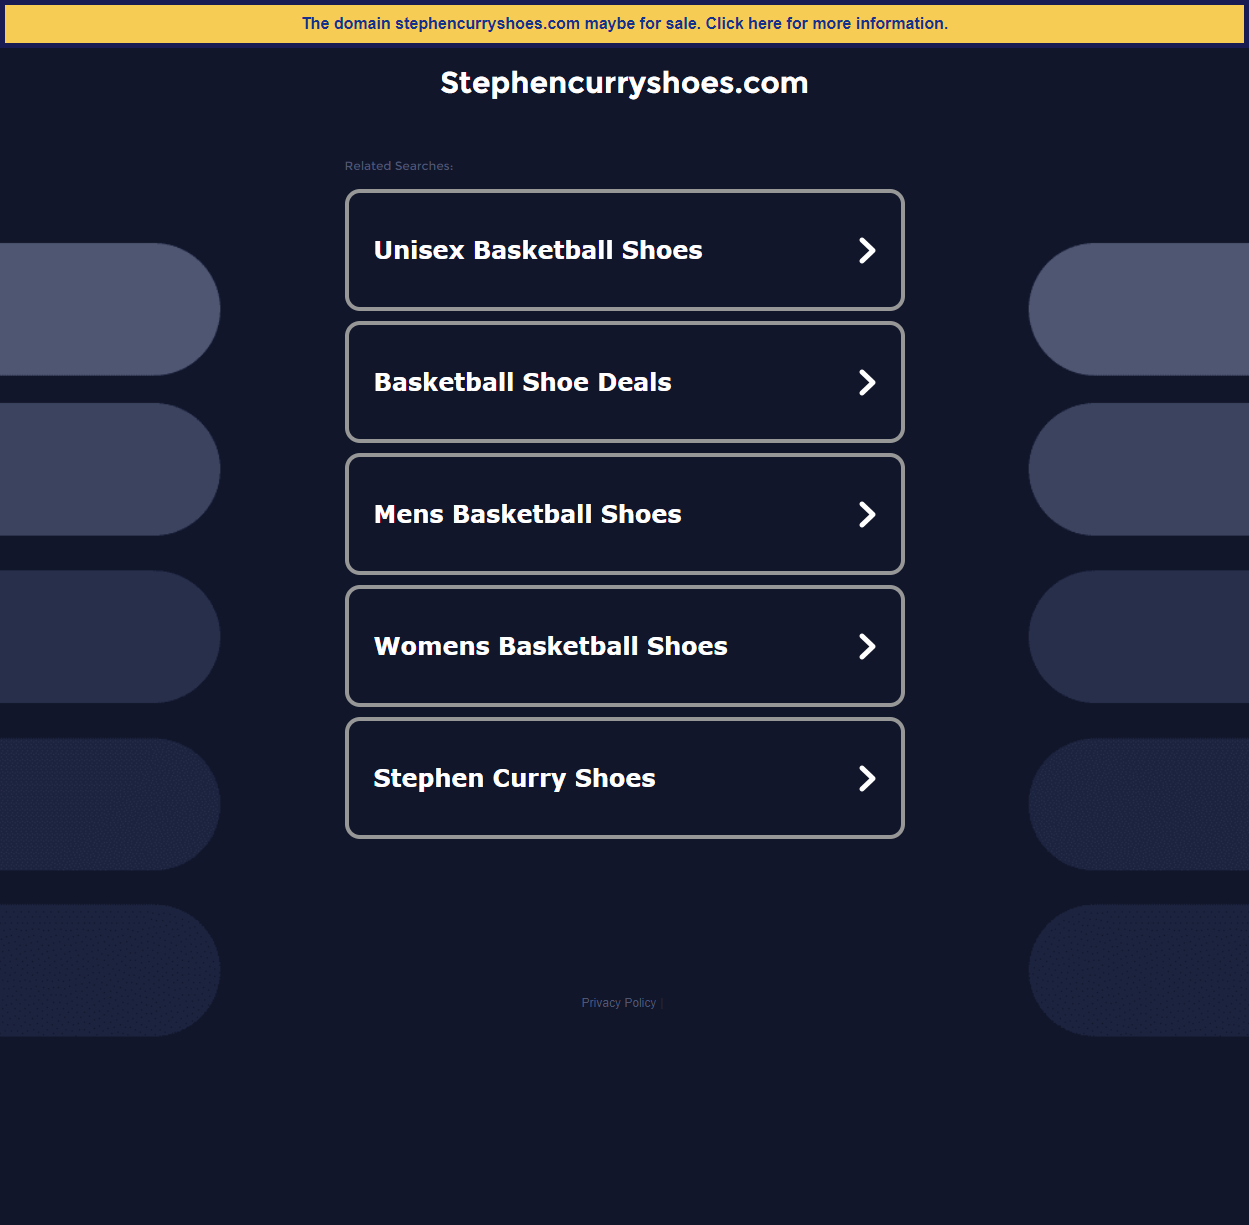 The domain stephencurryshoes.com maybe for sale. Click here for more information.
Stephencurryshoes.com
Related Searches:
Unisex Basketball Shoes
Basketball Shoe Deals
Mens Basketball Shoes
Womens Basketball Shoes
Stephen Curry Shoes
Privacy Policy |